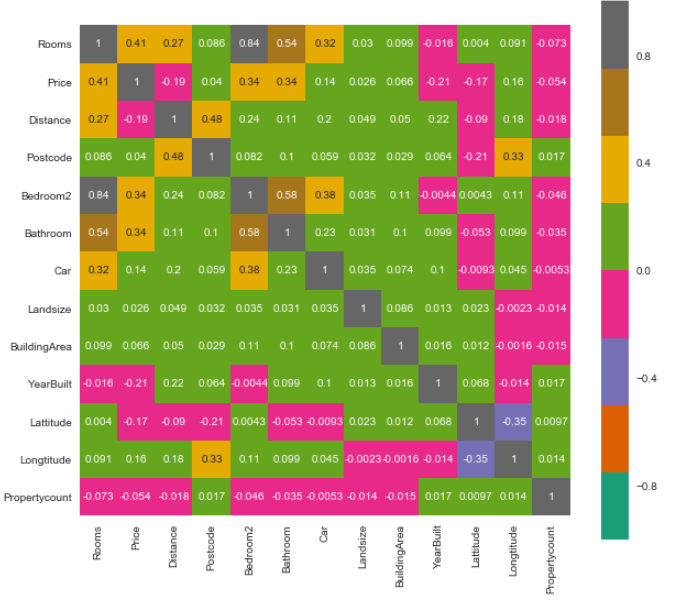 Rooms 1 0.41 0.27 0.086 0.84 0.54 0.32 0.03 0.099 -0.016 0.004 0.091 -0.073
Price 0.41 1 -0.19 0.04 0.34 0.34 0.14 0.026 0.066 -0.21 -0.17 0.16 -0.054
Distance 0.27 -0.19 1 0.48 0.24 0.11 0.2 0.049 0.05 0.22 -0.09 0.18 -0.018
Postcode 0.086 0.04 0.48 1 0.082 0.1 0.059 0.032 0.029 0.064 -0.21 0.33 0.017
Bedroom2 0.84 0.34 0.24 0.082 1 0.58 0.38 0.035 0.11 -0.0044 0.0043 0.11 -0.046
Bathroom 0.54 0.34 0.11 0.1 0.58 1 0.23 0.031 0.1 0.099 -0.053 0.099 -0.035
Car 0.32 0.14 0.2 0.059 0.38 0.23 1 0.035 0.074 0.1 -0.0093 0.045 -0.0053
Landsize 0.03 0.026 0.049 0.032 0.035 0.031 0.035 1 0.086 0.013 0.023 -0.0023 -0.014
BuildingArea 0.099 0.066 0.05 0.029 0.11 0.1 0.074 0.086 1 0.016 0.012 -0.0016 -0.015
YearBuilt -0.016 -0.21 0.22 0.064 -0.0044 0.099 0.1 0.013 0.016 1 0.068 -0.014 0.017
Lattitude 0.004 -0.17 -0.09 -0.21 0.0043 -0.053 -0.0093 0.023 0.012 0.068 1 -0.35 0.0097
Longtitude 0.091 0.16 0.18 0.33 0.11 0.099 0.045 -0.0023 -0.0016 -0.014 -0.35 1 0.014
Propertycount -0.073 -0.054 -0.018 0.017 -0.046 -0.035 -0.0053 -0.014 -0.015 0.017 0.0097 0.014 1
Rooms
Price
Distance
Postcode
Bedroom2
Bathroom
Car
Landsize
BuildingArea
YearBuilt
Lattitude
Longtitude
Propertycount
0.8
0.4
0.0
−0.4
−0.8